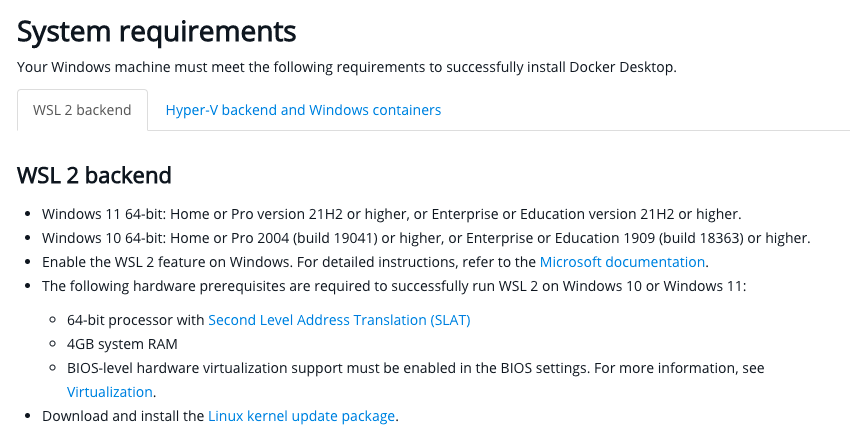 System requirements
Your Windows machine must meet the following requirements to successfully install Docker Desktop.
WSL 2 backend
Hyper-V backend and Windows containers
WSL 2 backend
Windows 11 64-bit: Home or Pro version 21H2 or higher, or Enterprise or Education version 21H2 or higher.
Windows 10 64-bit: Home or Pro 2004 (build 19041) or higher, or Enterprise or Education 1909 (build 18363) or higher.
Enable the WSL 2 feature on Windows. For detailed instructions, refer to the Microsoft documentation.
The following hardware prerequisites are required to successfully run WSL 2 on Windows 10 or Windows 11:
64-bit processor with Second Level Address Translation (SLAT)
4GB system RAM
BIOS-level hardware virtualization support must be enabled in the BIOS settings. For more information, see
Virtualization.
Download and install the Linux kernel update package.